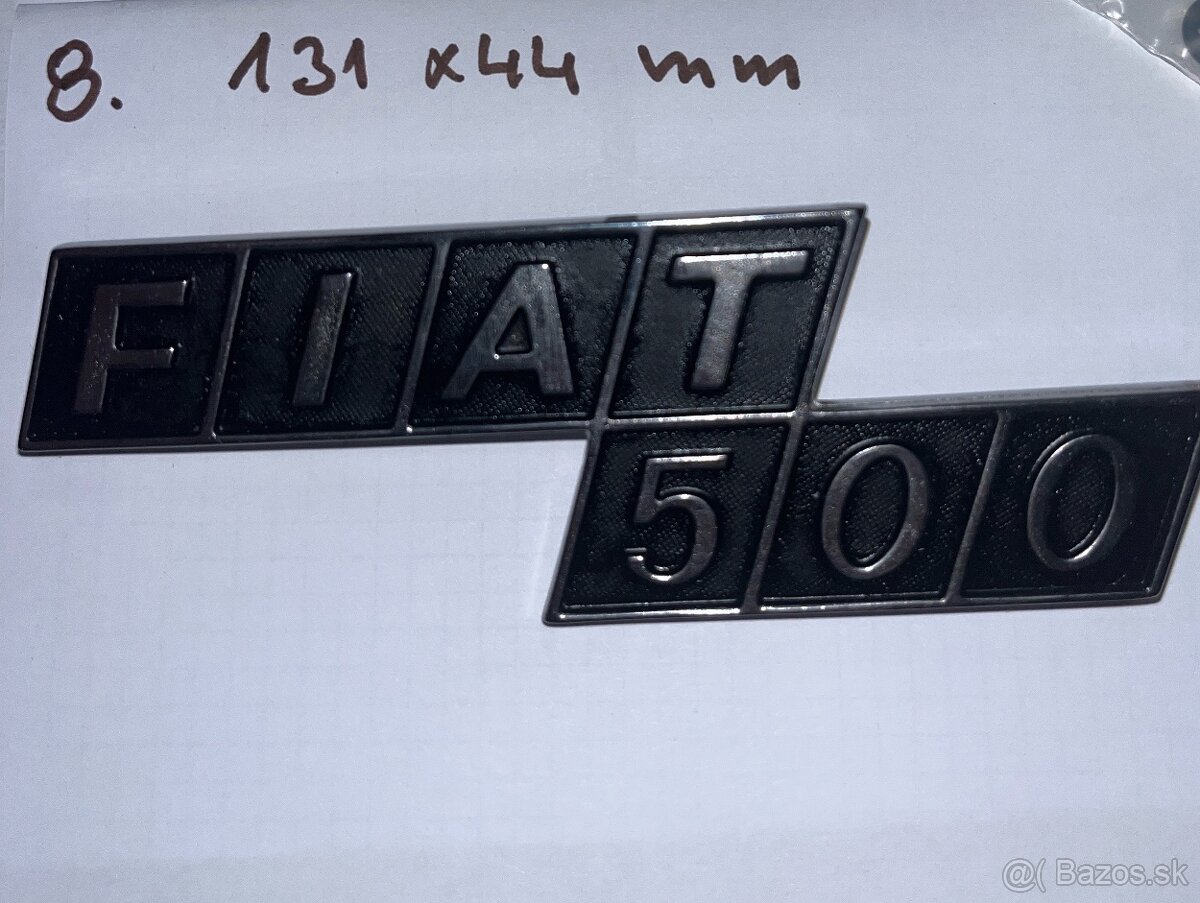 8. 131 x44 mm
FIAT
500
@( Bazos.sk